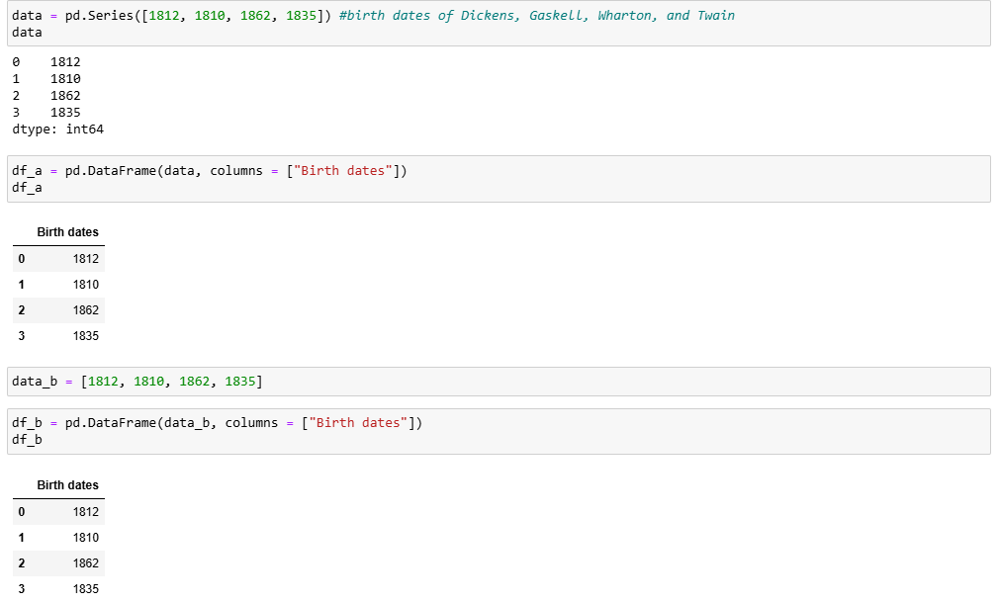 data = pd.Series([1812, 1810, 1862, 1835]) #birth dates of Dickens, Gaskell, Wharton, and Twain
data
0    1812
1    1810
2    1862
3    1835
dtype: int64
df_a = pd.DataFrame(data, columns = ["Birth dates"])
df_a
Birth dates
0 1812
1 1810
2 1862
3 1835
data_b = [1812, 1810, 1862, 1835]
df_b = pd.DataFrame(data_b, columns = ["Birth dates"])
df_b
Birth dates
0 1812
1 1810
2 1862
3 1835